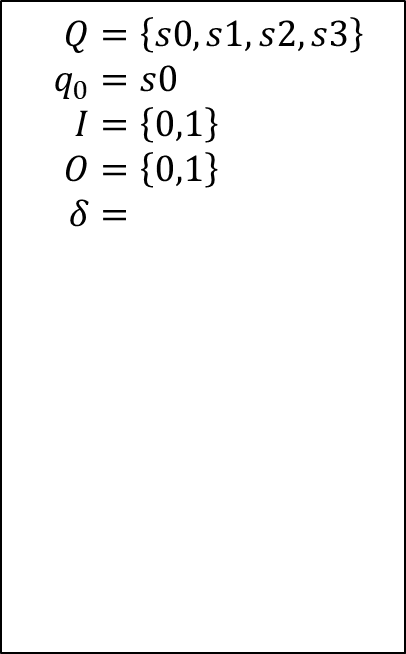 Q = {s0, s1, s2, s3}
q₀ = s0
I = {0,1}
O = {0,1}
δ =